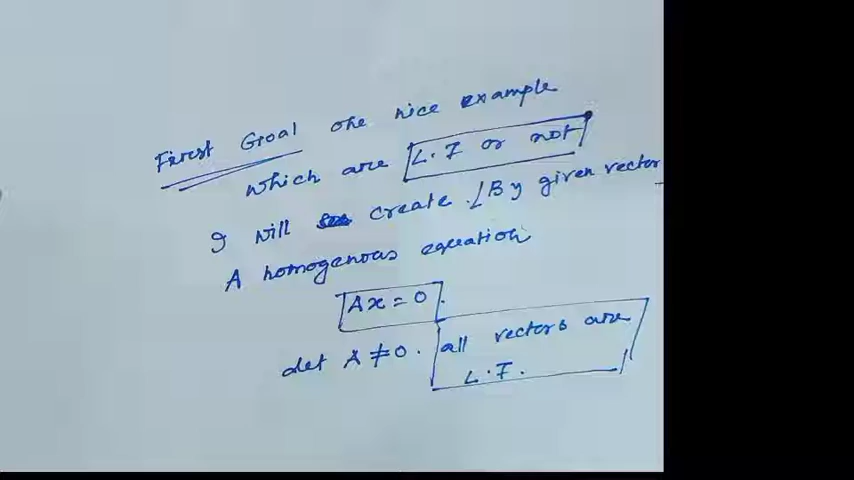 First Goal one nice example
which are L.I or not
I will create. By given vector
A homogenous equation
Ax = 0.
det A ≠ 0. all vectors are
L.I.